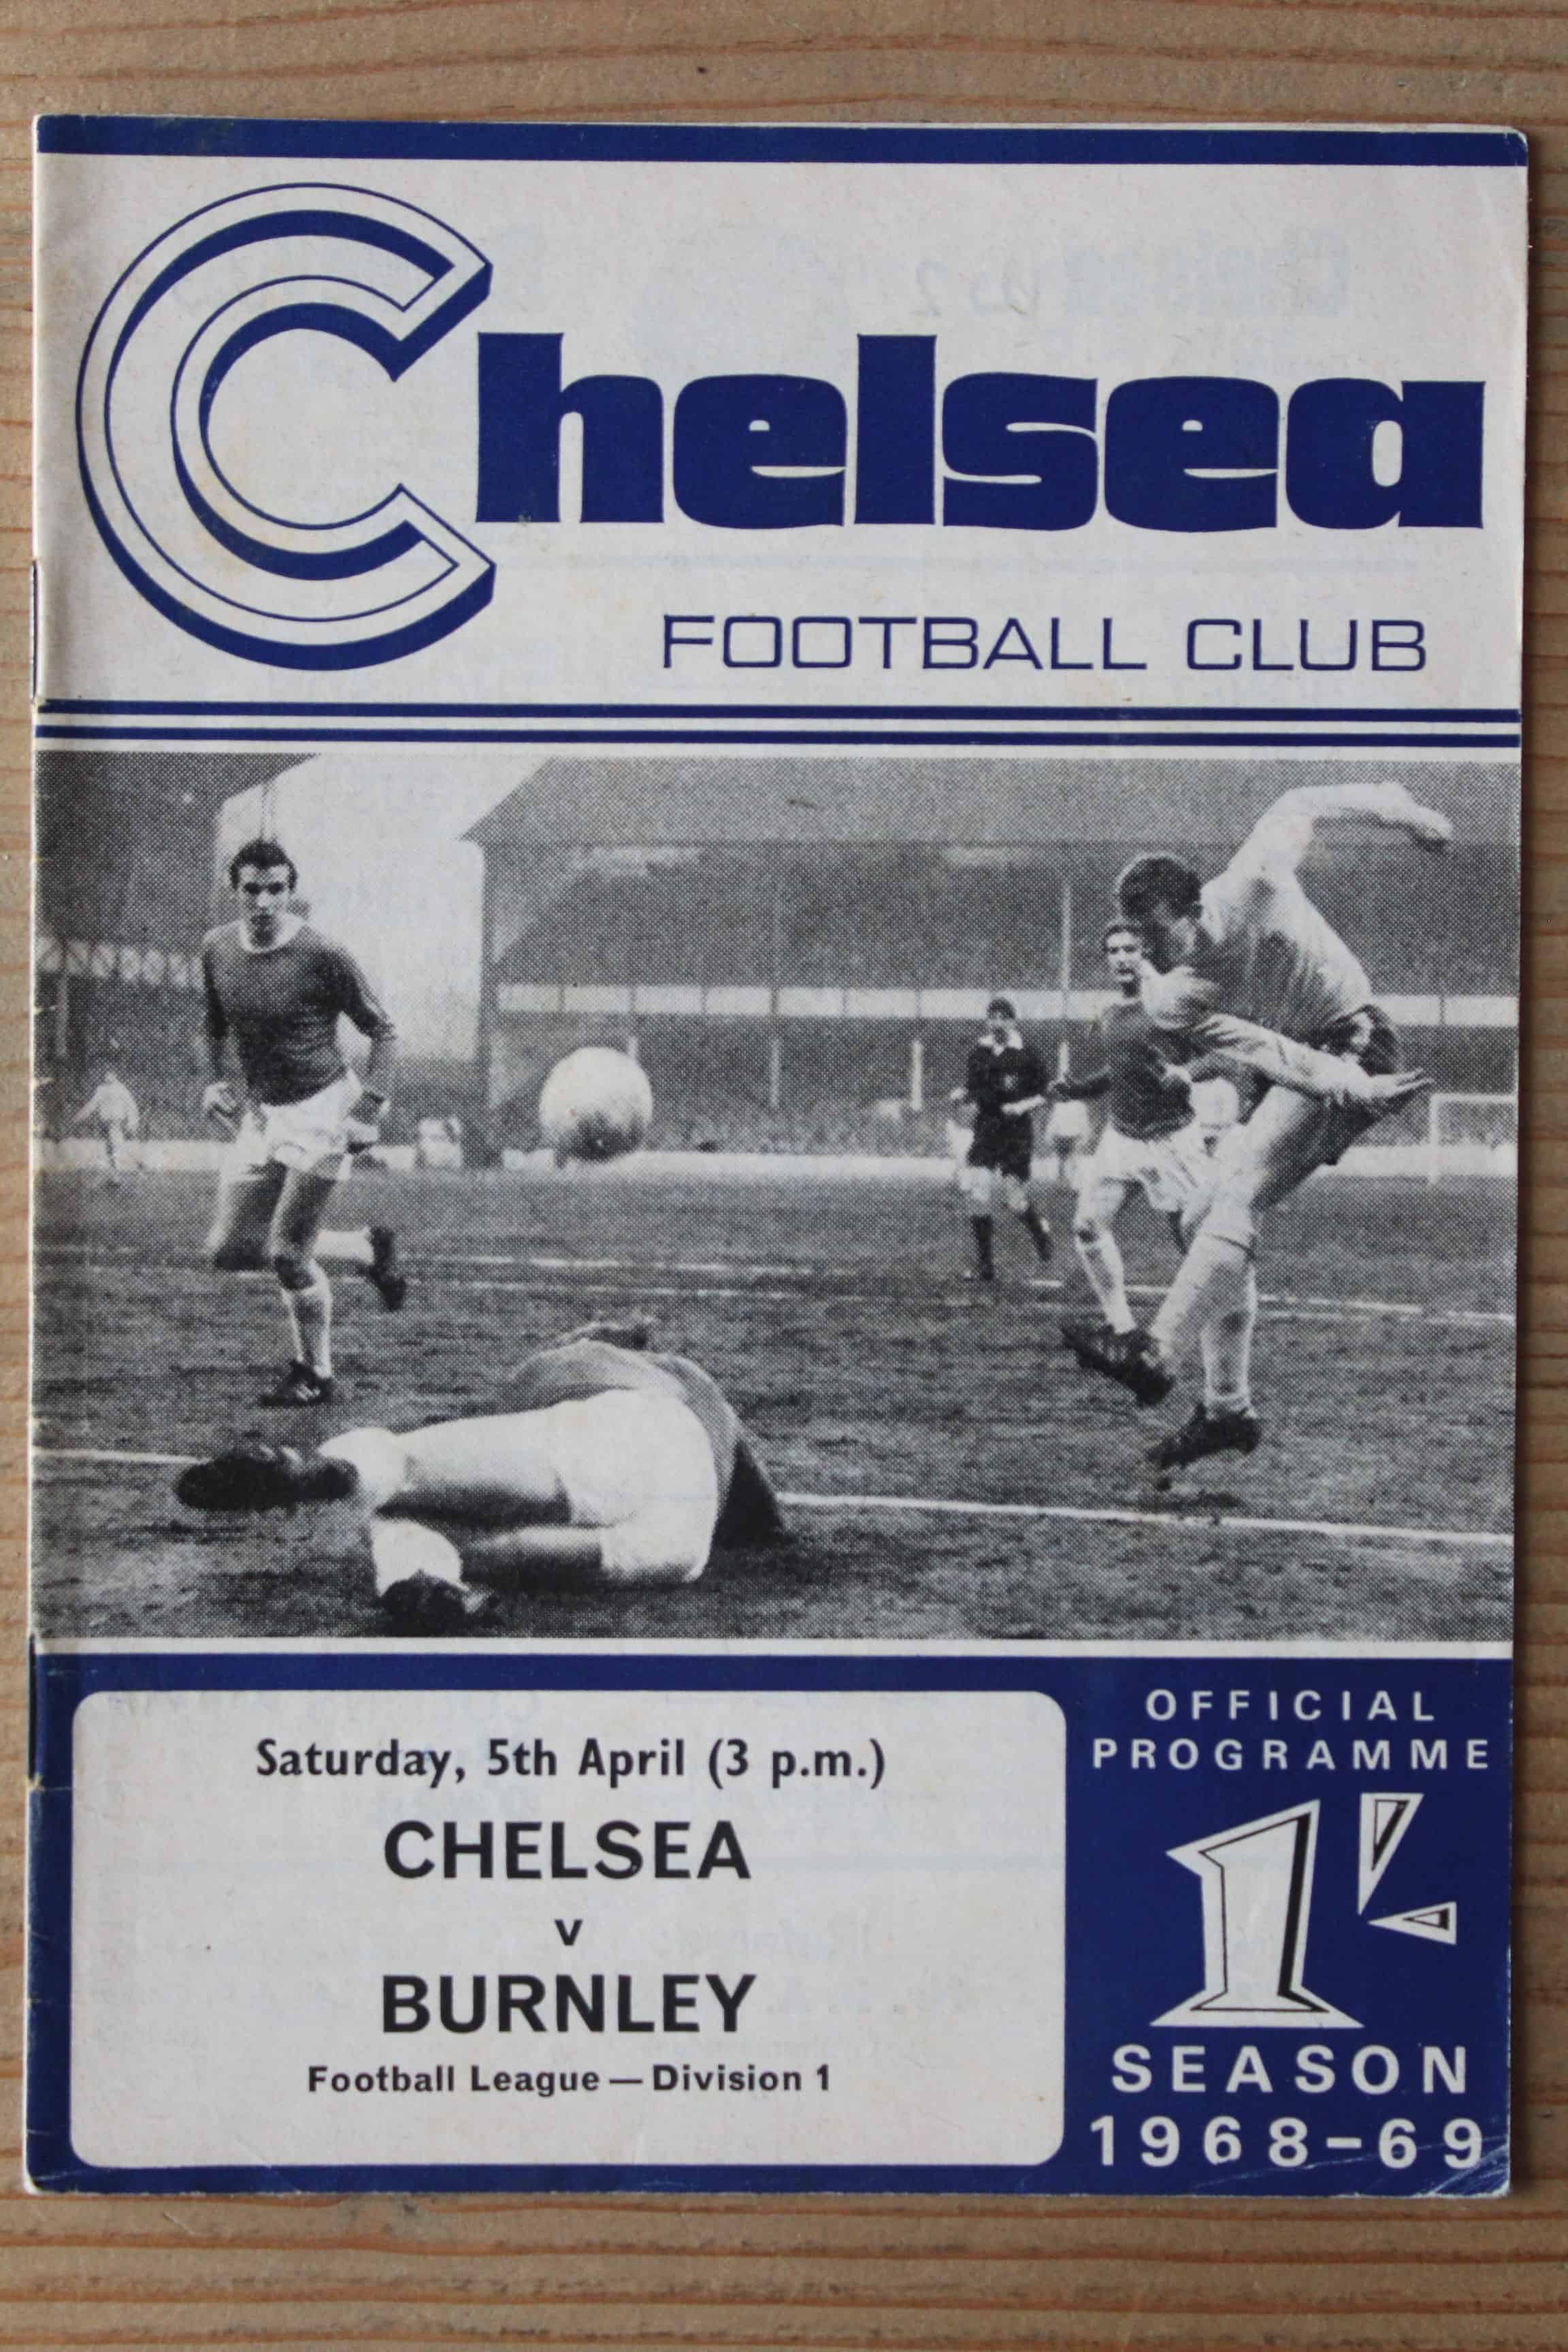 Chelsea
FOOTBALL CLUB
Saturday, 5th April (3 p.m.)
CHELSEA
v
BURNLEY
Football League — Division 1
OFFICIAL
PROGRAMME
1/-
SEASON
1968-69